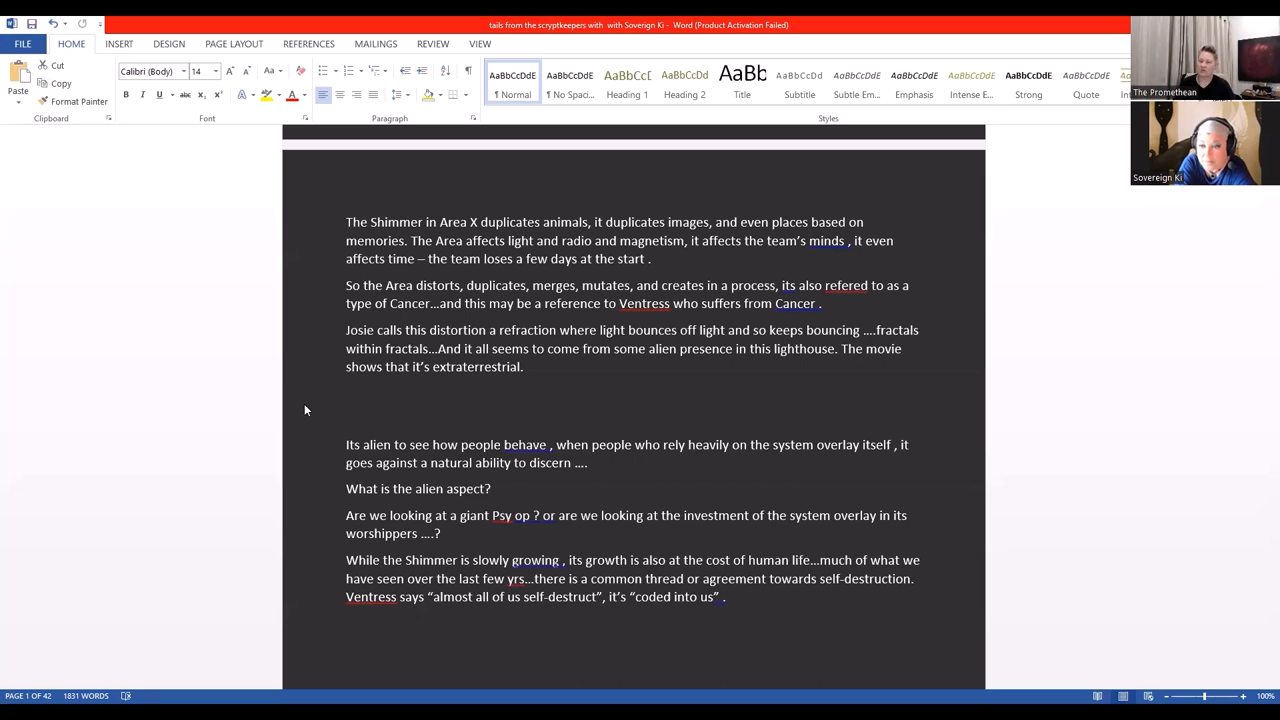 tails from the scryptkeepers with with Soverign Ki - Word (Product Activation Failed)
FILE HOME INSERT DESIGN PAGE LAYOUT REFERENCES MAILINGS REVIEW VIEW
Paste
Cut
Copy
Format Painter
Clipboard
Calibri (Body) 14
Font
Paragraph
AaBbCcDdE AaBbCcDdE AaBbCc AaBbCcD AaBb AaBbCcD AaBbCcDdE AaBbCcDdE AaBbCcDdE AaBbCcDdE AaBbCcDdE
¶ Normal ¶ No Spaci... Heading 1 Heading 2 Title Subtitle Subtle Em... Emphasis Intense E... Strong Quote
Styles
The Promethean
Sovereign Ki
The Shimmer in Area X duplicates animals, it duplicates images, and even places based on
memories. The Area affects light and radio and magnetism, it affects the team’s minds , it even
affects time – the team loses a few days at the start .
So the Area distorts, duplicates, merges, mutates, and creates in a process, its also refered to as a
type of Cancer…and this may be a reference to Ventress who suffers from Cancer .
Josie calls this distortion a refraction where light bounces off light and so keeps bouncing ….fractals
within fractals…And it all seems to come from some alien presence in this lighthouse. The movie
shows that it’s extraterrestrial.
Its alien to see how people behave , when people who rely heavily on the system overlay itself , it
goes against a natural ability to discern ….
What is the alien aspect?
Are we looking at a giant Psy op ? or are we looking at the investment of the system overlay in its
worshippers ….?
While the Shimmer is slowly growing , its growth is also at the cost of human life…much of what we
have seen over the last few yrs…there is a common thread or agreement towards self-destruction.
Ventress says “almost all of us self-destruct”, it’s “coded into us” .
PAGE 1 OF 42 1831 WORDS
100%